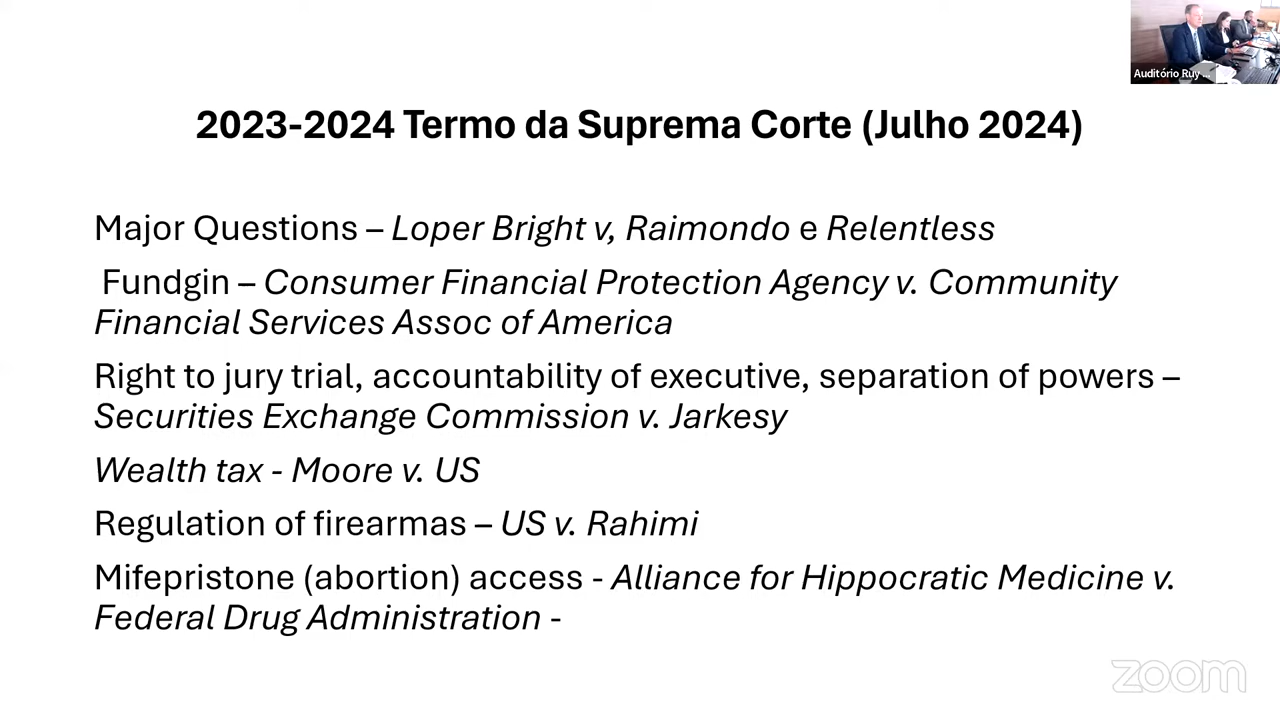 Auditório Ruy ...
2023-2024 Termo da Suprema Corte (Julho 2024)
Major Questions – Loper Bright v, Raimondo e Relentless
Fundgin – Consumer Financial Protection Agency v. Community
Financial Services Assoc of America
Right to jury trial, accountability of executive, separation of powers –
Securities Exchange Commission v. Jarkesy
Wealth tax - Moore v. US
Regulation of firearmas – US v. Rahimi
Mifepristone (abortion) access - Alliance for Hippocratic Medicine v.
Federal Drug Administration -
zoom